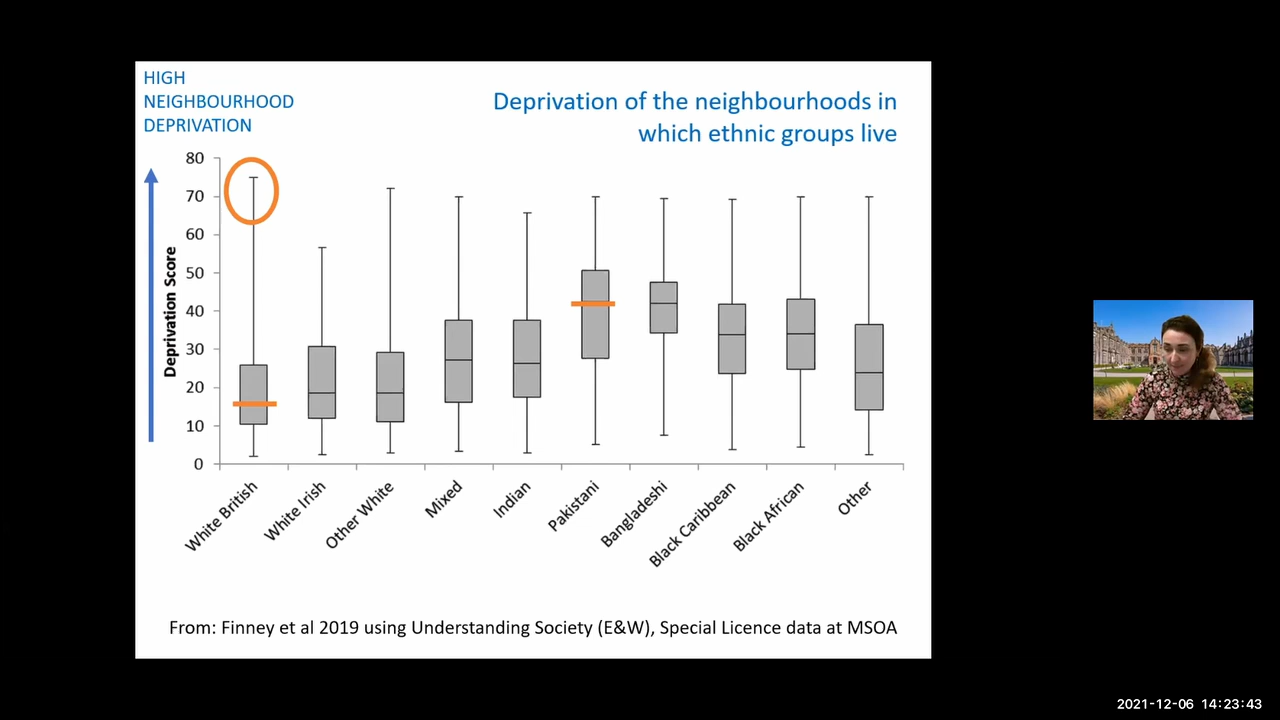 HIGH
NEIGHBOURHOOD
DEPRIVATION
Deprivation of the neighbourhoods in
which ethnic groups live
Deprivation Score
80
70
60
50
40
30
20
10
0
White British
White Irish
Other White
Mixed
Indian
Pakistani
Bangladeshi
Black Caribbean
Black African
Other
From: Finney et al 2019 using Understanding Society (E&W), Special Licence data at MSOA
2021-12-06 14:23:43